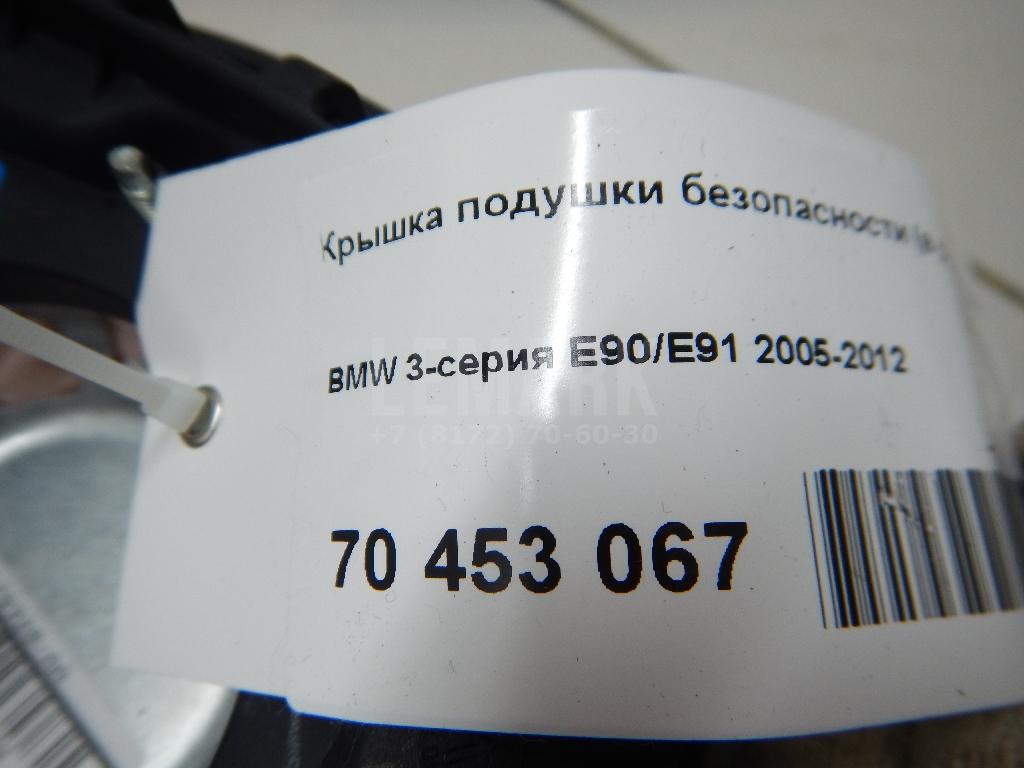 Крышка подушки безопасности
BMW 3-серия E90/E91 2005-2012
LEMARK
+7 (8172) 70-60-30
70 453 067